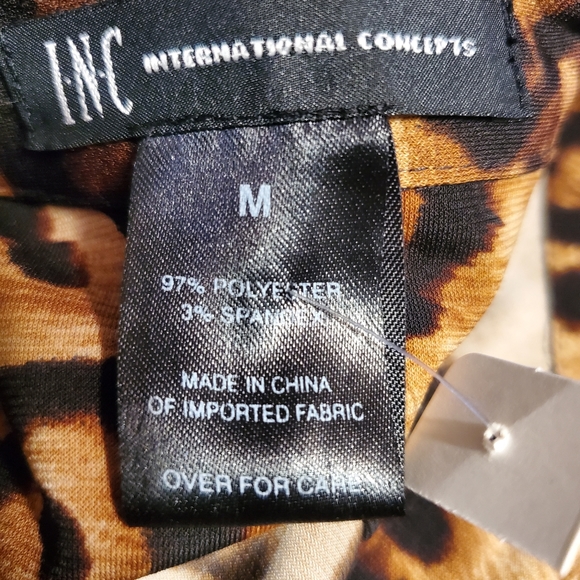 I·N·C INTERNATIONAL CONCEPTS
M
97% POLYESTER
3% SPANDEX
MADE IN CHINA
OF IMPORTED FABRIC
OVER FOR CARE